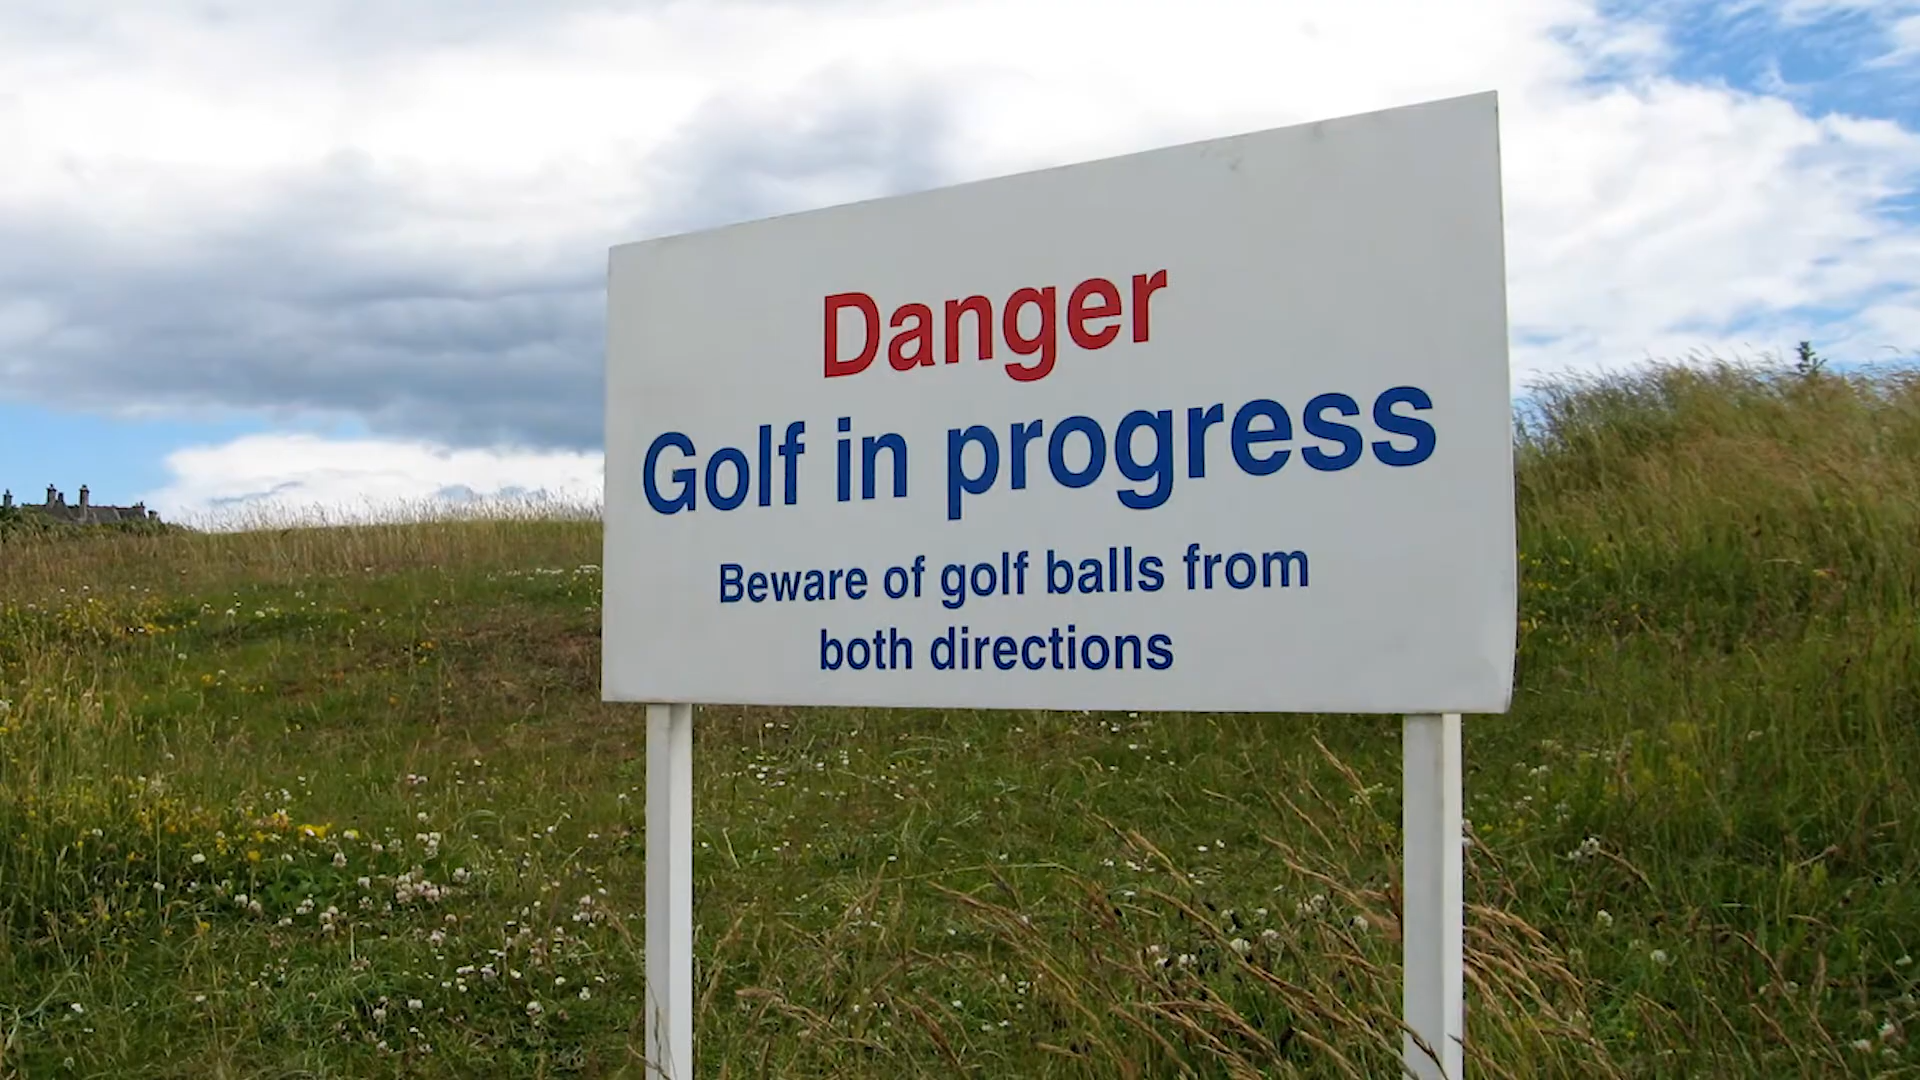 Danger
Golf in progress
Beware of golf balls from
both directions